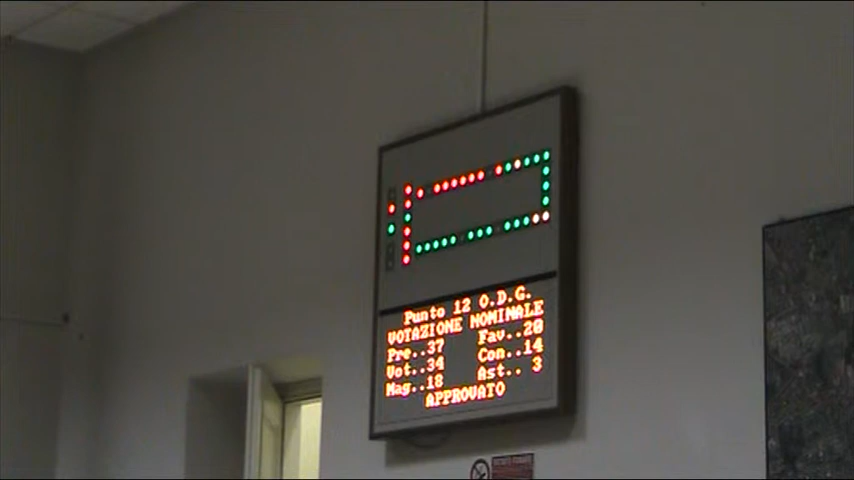 Punto 12 O.D.G.
VOTAZIONE NOMINALE
Pre..37 Fav..20
Vot..34 Con..14
Mag..18 Ast.. 3
APPROVATO